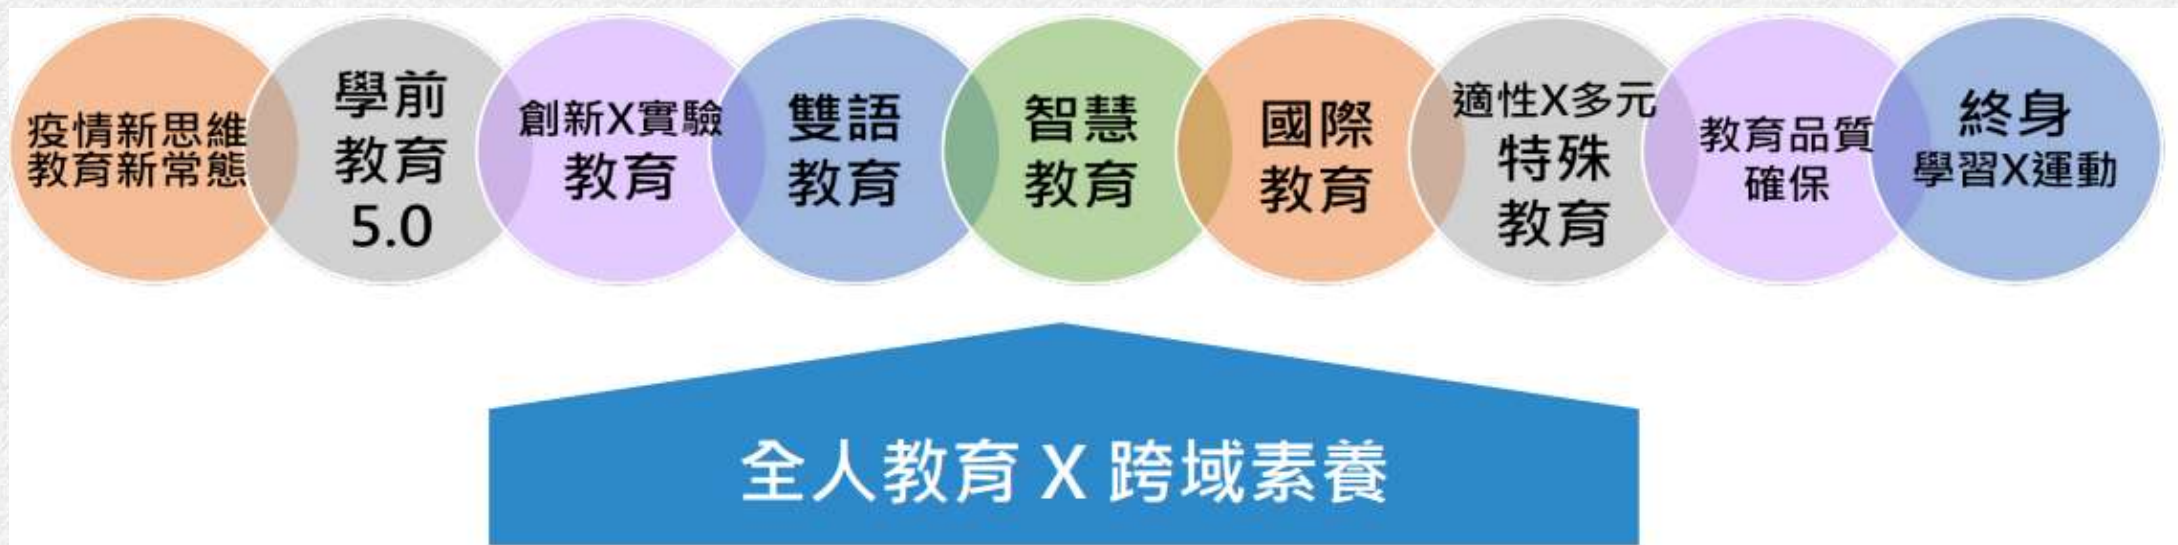 疫情新思維
教育新常態
學前
教育
5.0
創新X實驗
教育
雙語
教育
智慧
教育
國際
教育
適性X多元
特殊
教育
教育品質
確保
終身
學習X運動
全人教育 X 跨域素養